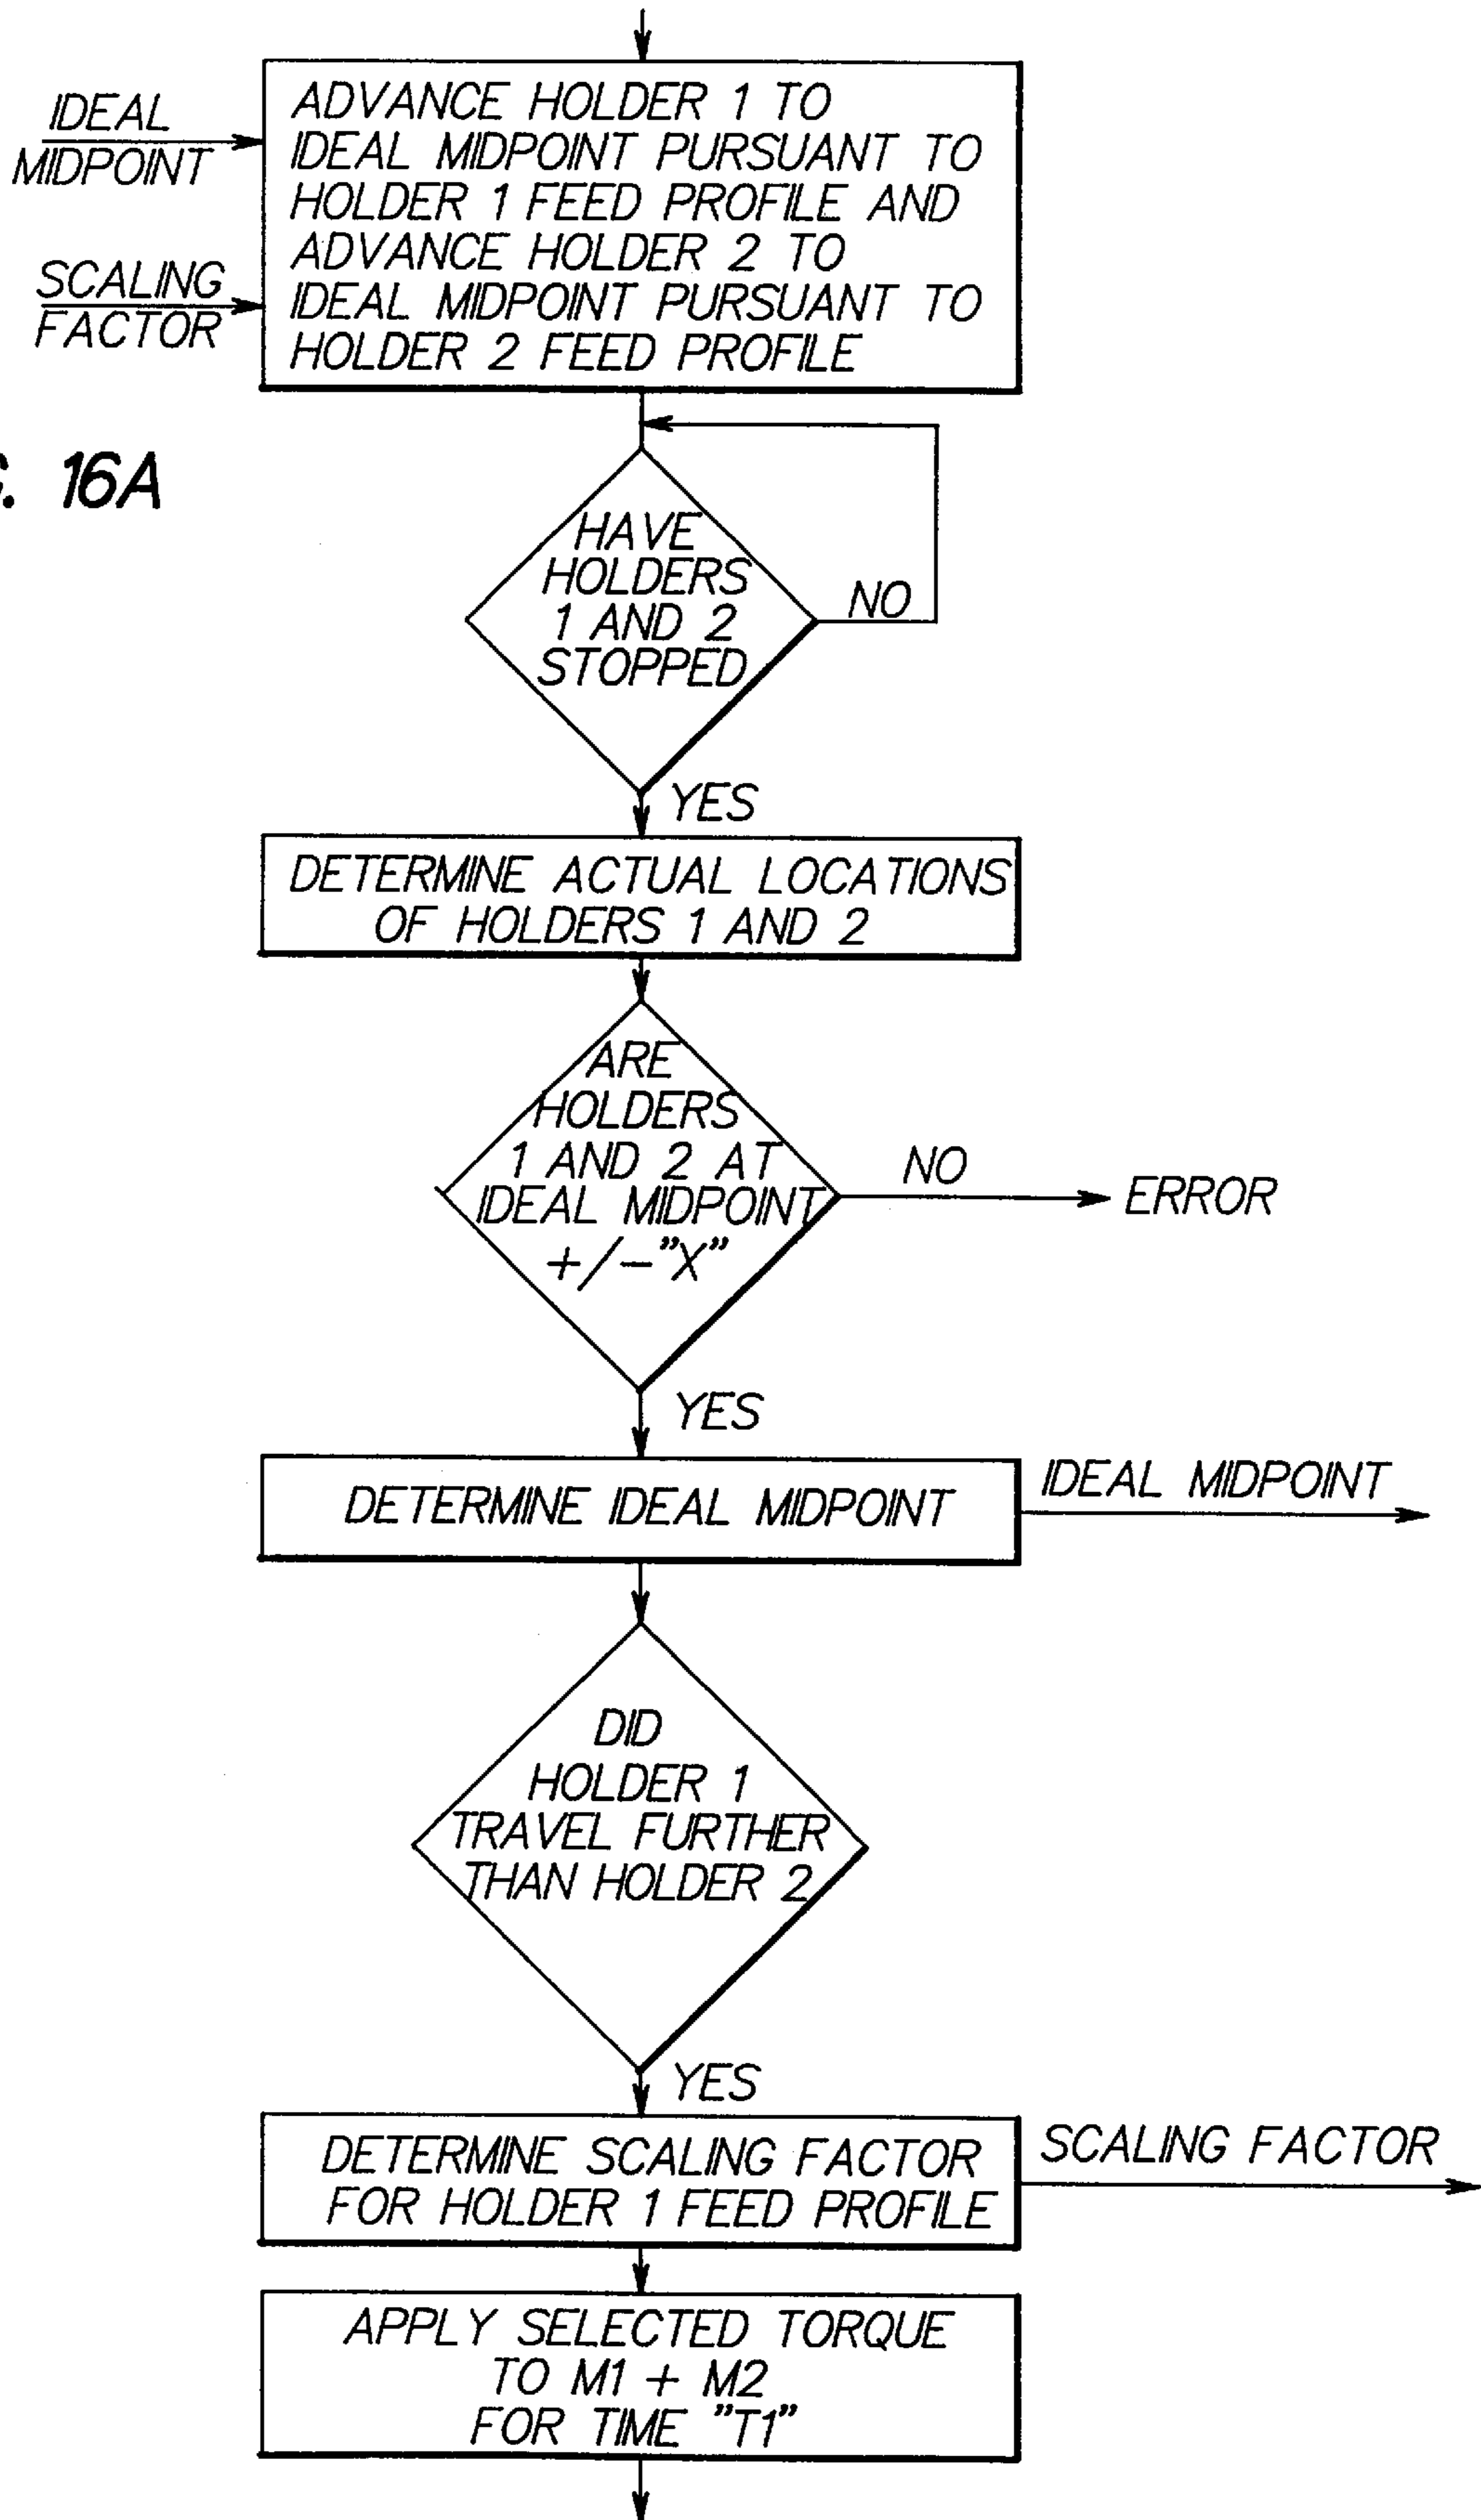 IDEAL
MIDPOINT
SCALING
FACTOR
ADVANCE HOLDER 1 TO
IDEAL MIDPOINT PURSUANT TO
HOLDER 1 FEED PROFILE AND
ADVANCE HOLDER 2 TO
IDEAL MIDPOINT PURSUANT TO
HOLDER 2 FEED PROFILE
16A
HAVE
HOLDERS
1 AND 2
STOPPED
NO
YES
DETERMINE ACTUAL LOCATIONS
OF HOLDERS 1 AND 2
ARE
HOLDERS
1 AND 2 AT
IDEAL MIDPOINT
+/-"X"
NO
ERROR
YES
DETERMINE IDEAL MIDPOINT
IDEAL MIDPOINT
DID
HOLDER 1
TRAVEL FURTHER
THAN HOLDER 2
YES
DETERMINE SCALING FACTOR
FOR HOLDER 1 FEED PROFILE
SCALING FACTOR
APPLY SELECTED TORQUE
TO M1 + M2
FOR TIME "T1"